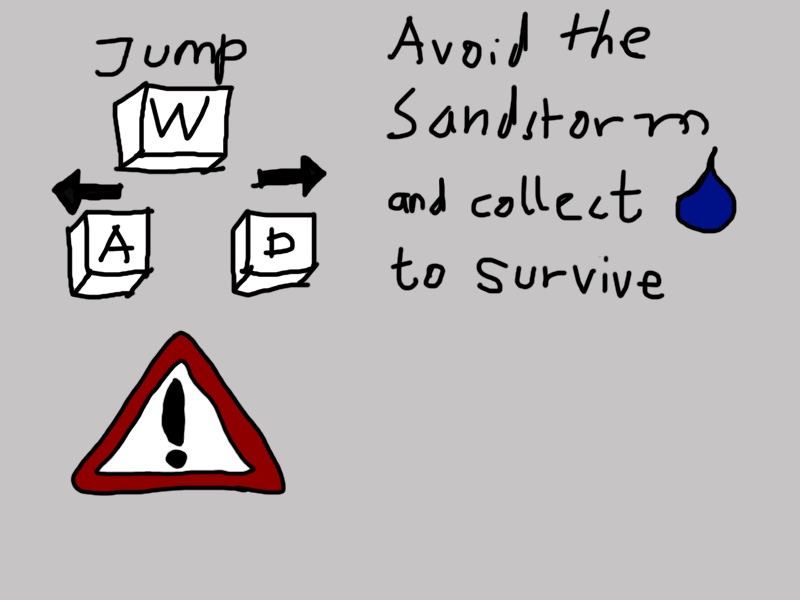 Jump
W
A D
!
Avoid the
Sandstorm
and collect
to survive